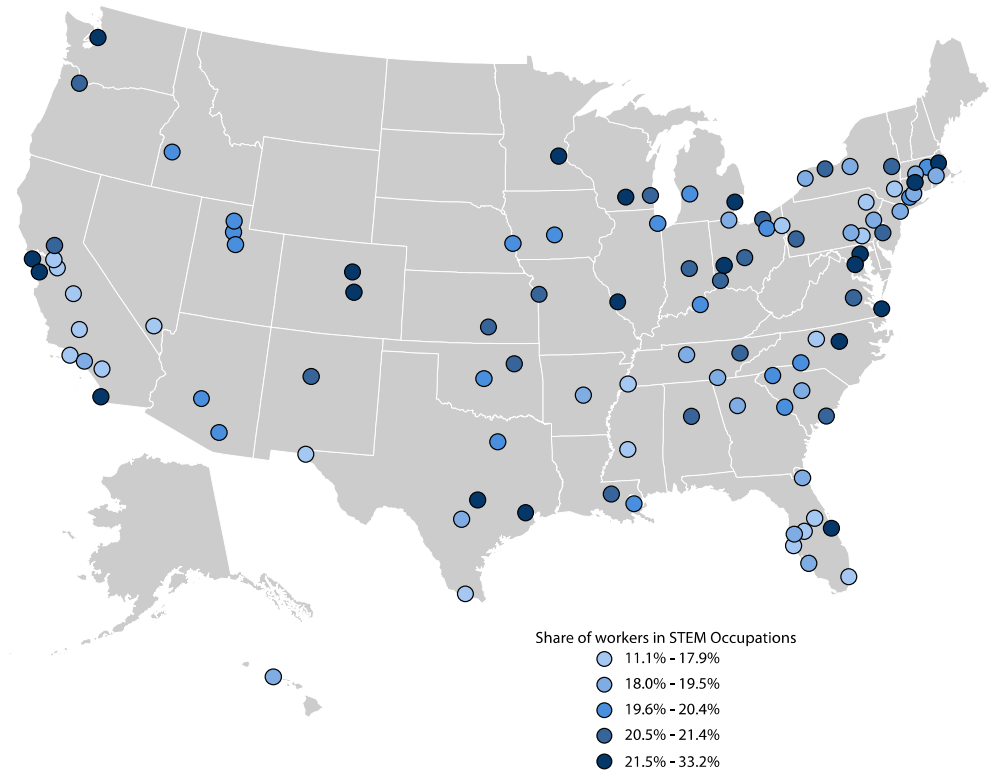 Share of workers in STEM Occupations
11.1% - 17.9%
18.0% - 19.5%
19.6% - 20.4%
20.5% - 21.4%
21.5% - 33.2%